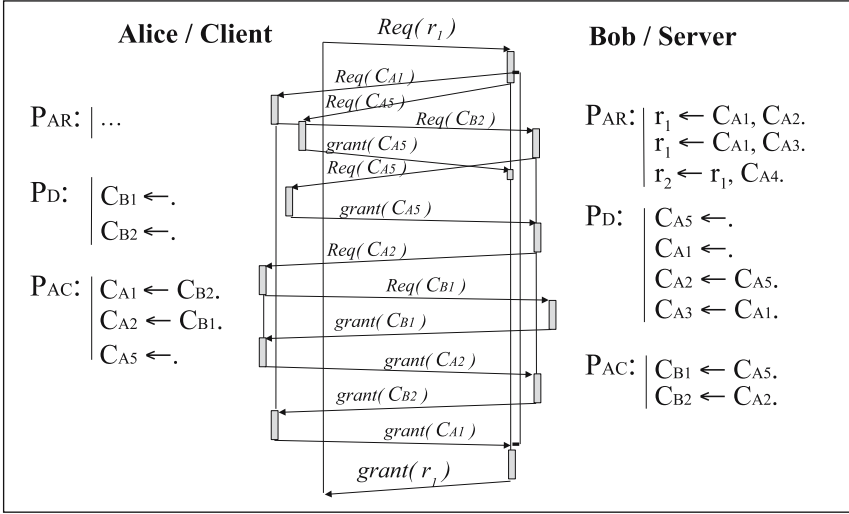 Alice / Client
Bob / Server
Req( r1 )
Req( CA1 )
Req( CA5 )
Req( CB2 )
grant( CA5 )
Req( CA5 )
grant( CA5 )
Req( CA2 )
Req( CB1 )
grant( CB1 )
grant( CA2 )
grant( CB2 )
grant( CA1 )
grant( r1 )
PAR: ...
PD: CB1 ←.
CB2 ←.
PAC: CA1 ← CB2.
CA2 ← CB1.
CA5 ←.
PAR: r1 ← CA1, CA2.
r1 ← CA1, CA3.
r2 ← r1, CA4.
PD: CA5 ←.
CA1 ←.
CA2 ← CA5.
CA3 ← CA1.
PAC: CB1 ← CA5.
CB2 ← CA2.